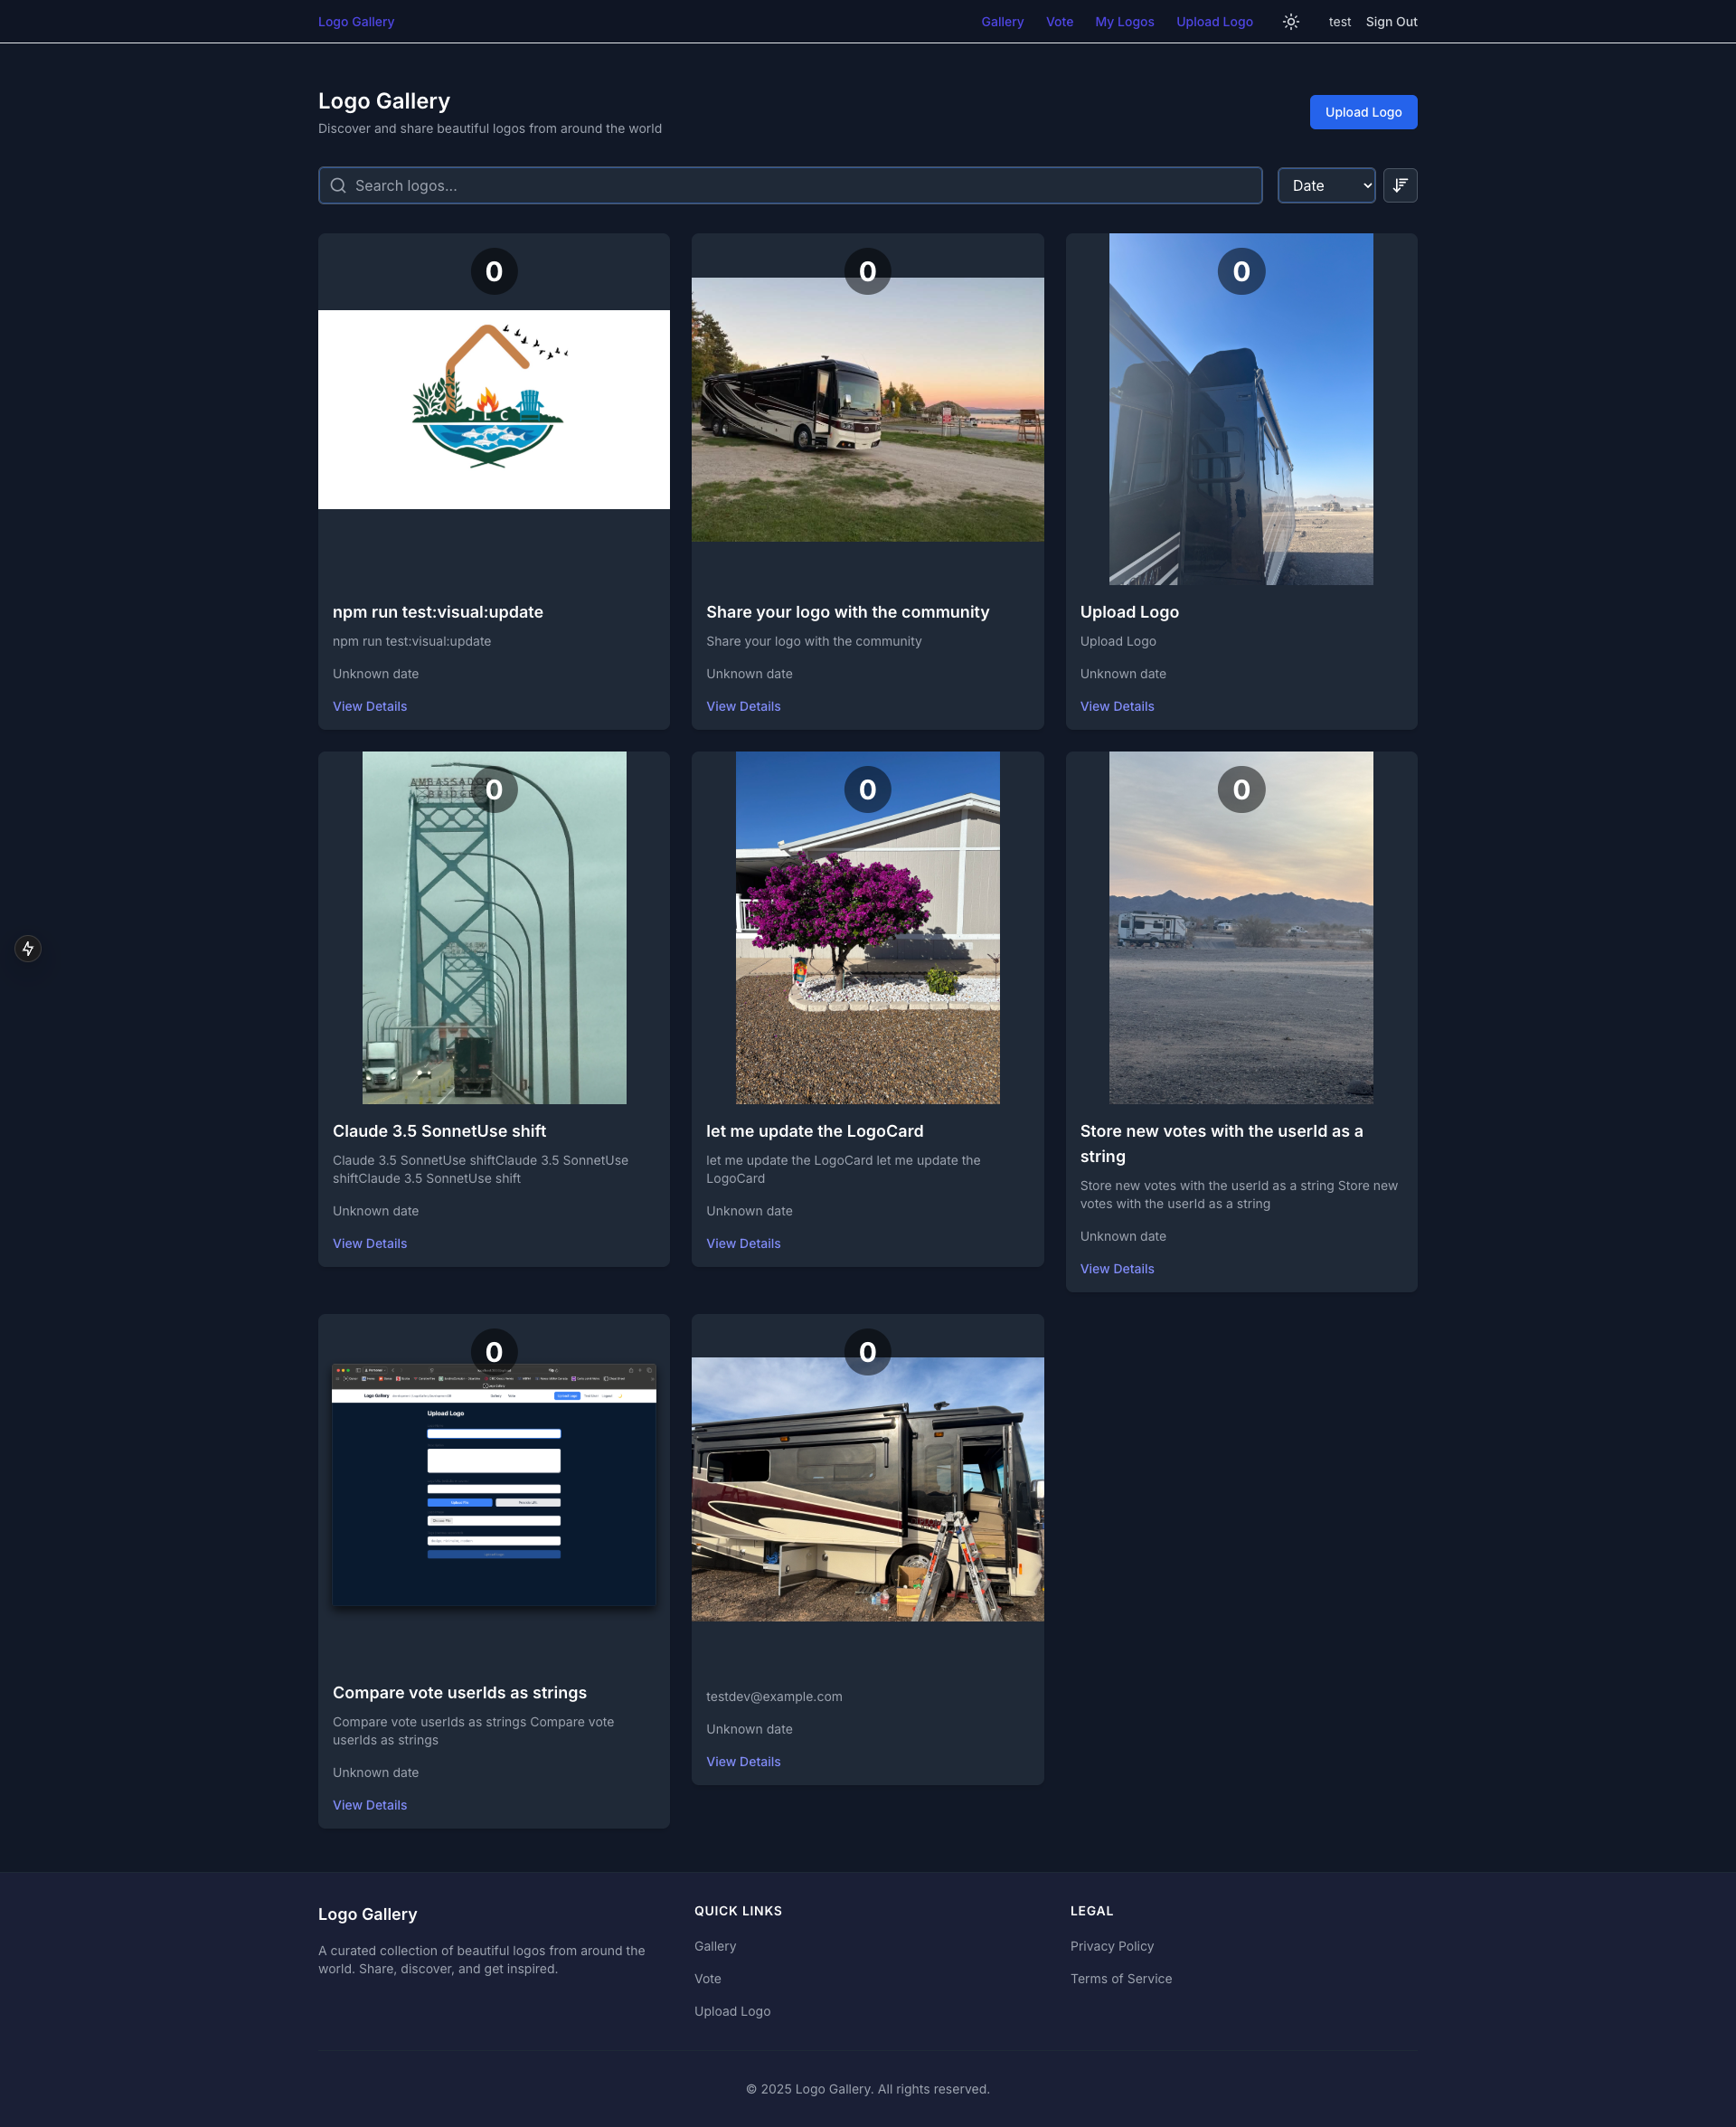 Logo Gallery
Gallery
Vote
My Logos
Upload Logo
test
Sign Out
Logo Gallery
Discover and share beautiful logos from around the world
Upload Logo
Search logos...
Date
0
0
0
J L C
npm run test:visual:update
npm run test:visual:update
Unknown date
View Details
Share your logo with the community
Share your logo with the community
Unknown date
View Details
Upload Logo
Upload Logo
Unknown date
View Details
AMBASSADOR
BRIDGE
0
0
0
Claude 3.5 SonnetUse shift
Claude 3.5 SonnetUse shiftClaude 3.5 SonnetUse
shiftClaude 3.5 SonnetUse shift
Unknown date
View Details
let me update the LogoCard
let me update the LogoCard let me update the
LogoCard
Unknown date
View Details
Store new votes with the userId as a
string
Store new votes with the userId as a string Store new
votes with the userId as a string
Unknown date
View Details
0
0
Logo Gallery
Upload Logo
Compare vote userIds as strings
Compare vote userIds as strings Compare vote
userIds as strings
Unknown date
View Details
testdev@example.com
Unknown date
View Details
Logo Gallery
A curated collection of beautiful logos from around the
world. Share, discover, and get inspired.
QUICK LINKS
Gallery
Vote
Upload Logo
LEGAL
Privacy Policy
Terms of Service
© 2025 Logo Gallery. All rights reserved.